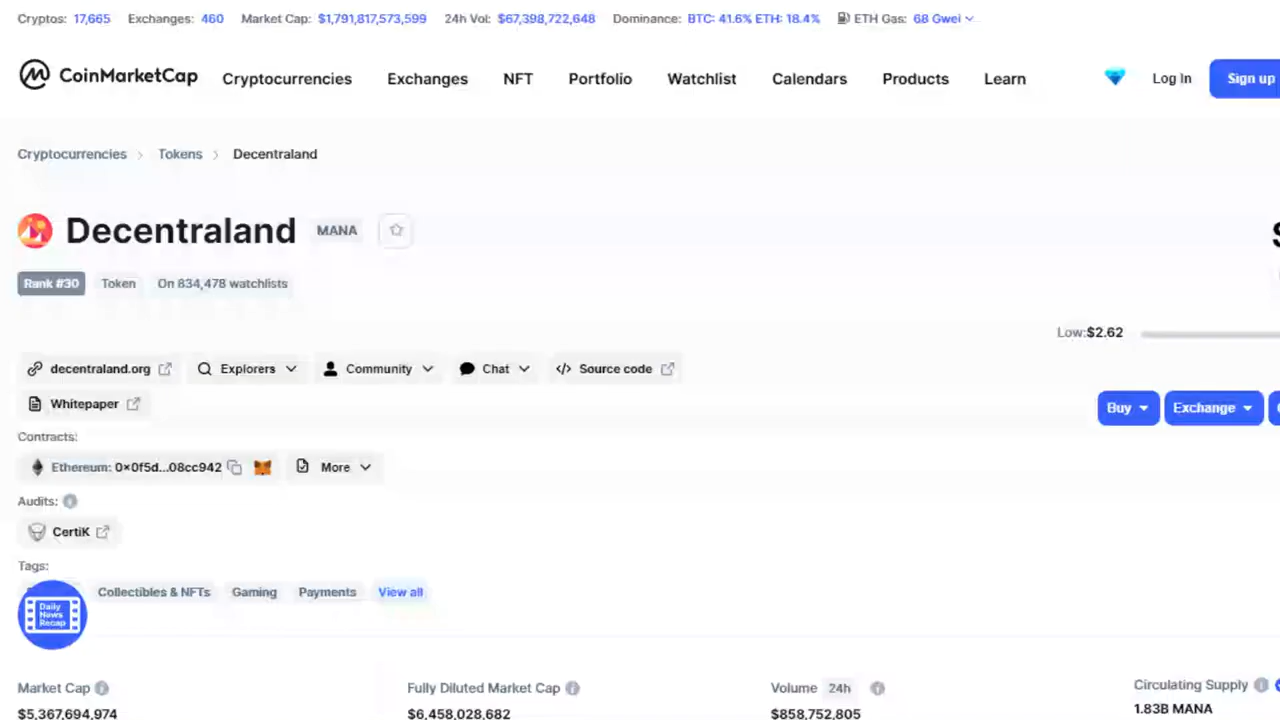 Cryptos: 17,665 Exchanges: 460 Market Cap: $1,791,817,573,599 24h Vol: $67,398,722,648 Dominance: BTC: 41.6% ETH: 18.4% ETH Gas: 68 Gwei
CoinMarketCap Cryptocurrencies Exchanges NFT Portfolio Watchlist Calendars Products Learn Log In Sign up
Cryptocurrencies Tokens Decentraland
Decentraland MANA
Rank #30 Token On 834,478 watchlists
Low:$2.62
decentraland.org Explorers Community Chat Source code
Whitepaper
Buy Exchange
Contracts:
Ethereum: 0x0f5d...08cc942 More
Audits:
CertiK
Tags:
Collectibles & NFTs Gaming Payments View all
Daily
News
Recap
Market Cap Fully Diluted Market Cap Volume 24h Circulating Supply
$5,367,694,974 $6,458,028,682 $858,752,805 1.83B MANA